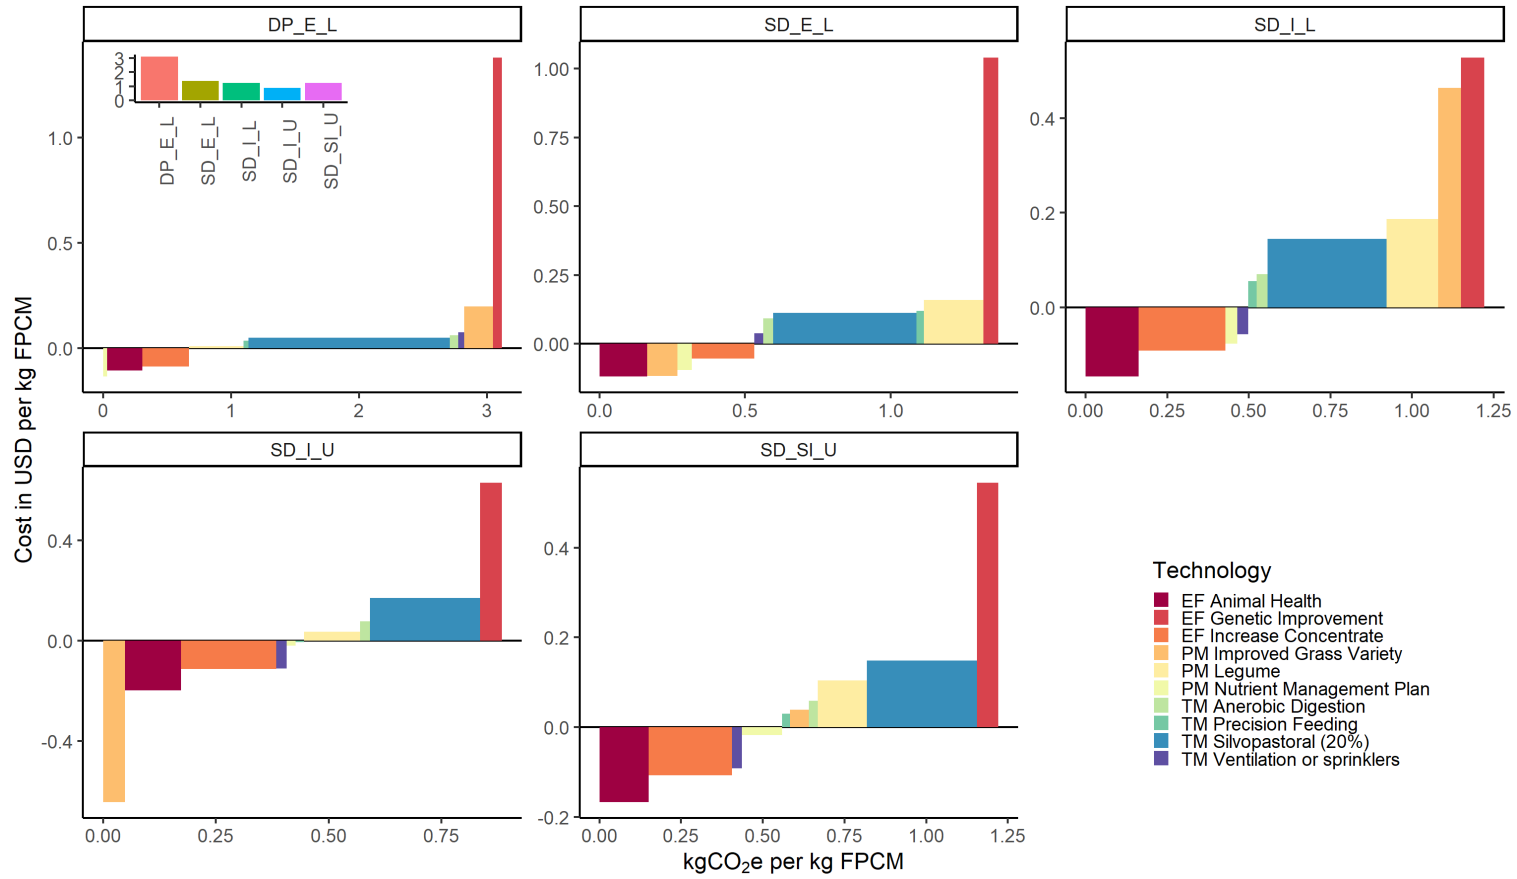 DP_E_L
SD_E_L
SD_I_L
3
2
1
0
DP_E_L
SD_E_L
SD_I_L
SD_I_U
SD_SI_U
1.0
0.5
0.0
0
1
2
3
1.00
0.75
0.50
0.25
0.00
0.0
0.5
1.0
0.4
0.2
0.0
0.00
0.25
0.50
0.75
1.00
1.25
Cost in USD per kg FPCM
SD_I_U
SD_SI_U
0.4
0.0
-0.4
0.00
0.25
0.50
0.75
0.4
0.2
0.0
-0.2
0.00
0.25
0.50
0.75
1.00
1.25
kgCO₂e per kg FPCM
Technology
EF Animal Health
EF Genetic Improvement
EF Increase Concentrate
PM Improved Grass Variety
PM Legume
PM Nutrient Management Plan
TM Anerobic Digestion
TM Precision Feeding
TM Silvopastoral (20%)
TM Ventilation or sprinklers